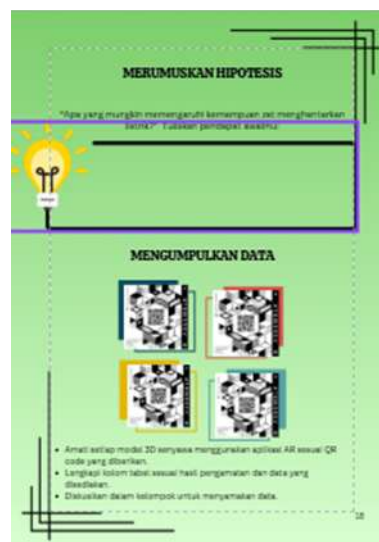 MERUMUSKAN HIPOTESIS
"Apa yang mungkin memengaruhi kemampuan zat menghantarkan
listrik?" Tuliskan pendapat awalmu.
MENGUMPULKAN DATA
Amati setiap model 3D senyawa menggunakan aplikasi AR sesuai QR
code yang diberikan.
Lengkapi kolom tabel sesuai hasil pengamatan dan data yang
disediakan.
Diskusikan dalam kelompok untuk menyamakan data.